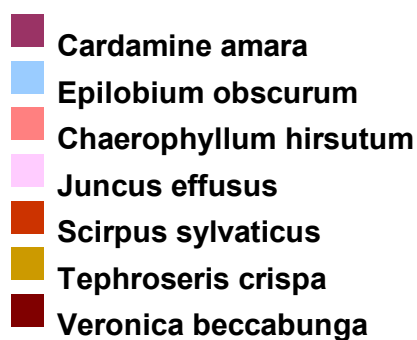 Cardamine amara
Epilobium obscurum
Chaerophyllum hirsutum
Juncus effusus
Scirpus sylvaticus
Tephroseris crispa
Veronica beccabunga